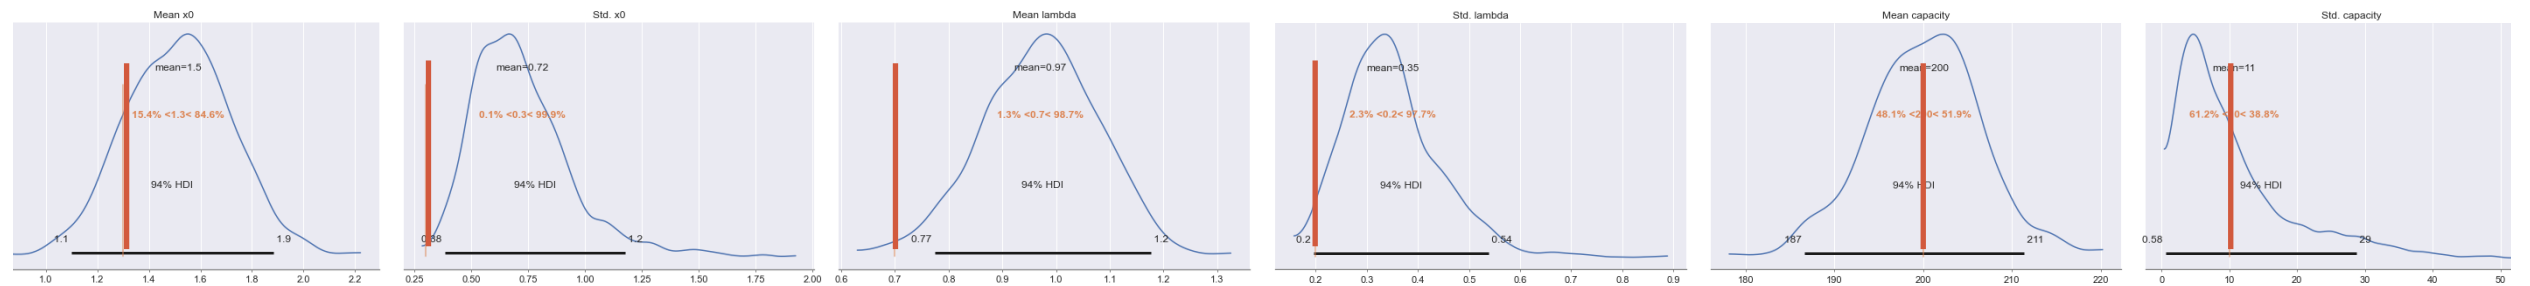 Mean x0
mean=1.5
15.4% <1.3< 84.6%
94% HDI
1.1
1.9
1.0 1.2 1.4 1.6 1.8 2.0 2.2
Std. x0
mean=0.72
0.1% <0.3< 99.9%
94% HDI
0.38
1.2
0.25 0.50 0.75 1.00 1.25 1.50 1.75 2.00
Mean lambda
mean=0.97
1.3% <0.7< 98.7%
94% HDI
0.77
1.2
0.6 0.7 0.8 0.9 1.0 1.1 1.2 1.3
Std. lambda
mean=0.35
2.3% <0.2< 97.7%
94% HDI
0.2
0.54
0.2 0.3 0.4 0.5 0.6 0.7 0.8 0.9
Mean capacity
mean=200
48.1% <200< 51.9%
94% HDI
187
211
180 190 200 210 220
Std. capacity
mean=11
61.2% <10< 38.8%
94% HDI
0.58
29
0 10 20 30 40 50